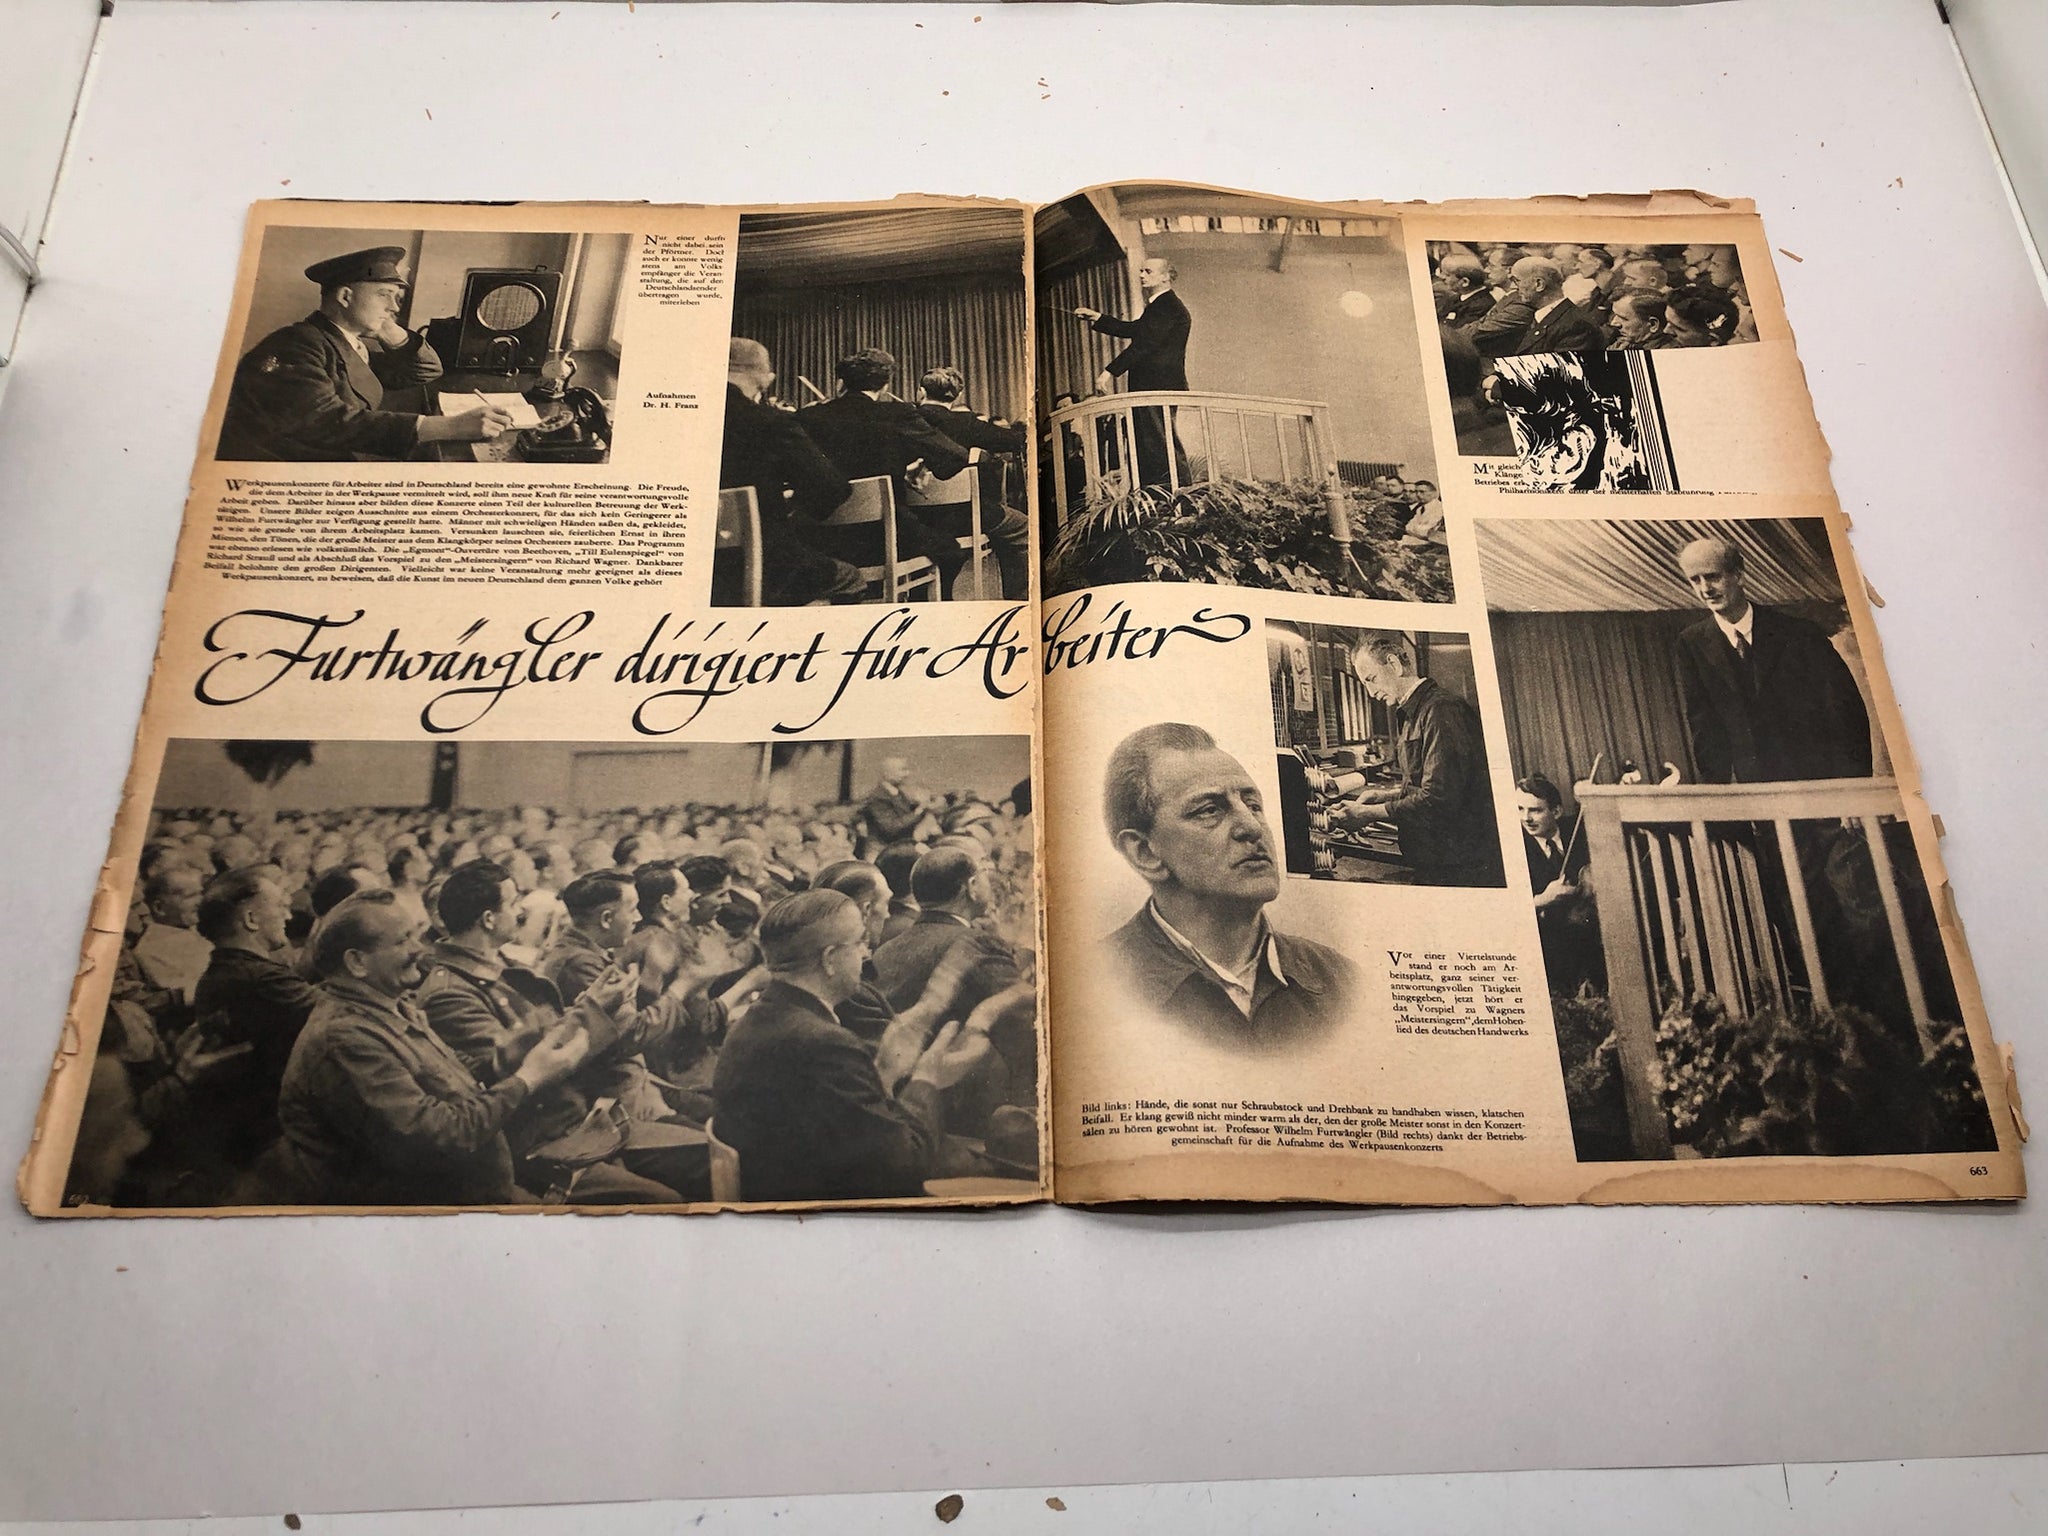 Nur einer durfte
nicht dabei sein
der Pförtner. Doch
auch er konnte wenig
stens am Volks
empfänger die Veran
staltung, die auf den
Deutschlandsender
übertragen wurde,
miterleben
Aufnahmen
Dr. H. Franz
Werkpausenkonzerte für Arbeiter sind in Deutschland bereits eine gewohnte Erscheinung. Die Freude,
die dem Arbeiter in der Werkpause vermittelt wird, soll ihm neue Kraft für seine verantwortungsvolle
Arbeit geben. Darüber hinaus aber bilden diese Konzerte einen Teil der kulturellen Betreuung der Werk-
tätigen. Unsere Bilder zeigen Ausschnitte aus einem Orchesterkonzert, für das sich kein Geringerer als
Wilhelm Furtwängler zur Verfügung gestellt hatte. Männer mit schwieligen Händen saßen da, gekleidet,
so wie sie gerade von ihrem Arbeitsplatz kamen. Versunken lauschten sie, feierlichen Ernst in ihren
Mienen, den Tönen, die der große Meister aus dem Klangkörper seines Orchesters zauberte. Das Programm
war ebenso erlesen wie volkstümlich. Die „Egmont“-Ouvertüre von Beethoven, „Till Eulenspiegel“ von
Richard Strauß und als Abschluß das Vorspiel zu den „Meistersingern“ von Richard Wagner. Dankbarer
Beifall belohnte den großen Dirigenten. Vielleicht war keine Veranstaltung mehr geeignet als dieses
Werkpausenkonzert, zu beweisen, daß die Kunst im neuen Deutschland dem ganzen Volke gehört
Furtwängler dirigiert für Arbeiter
Mit gleich
Klänge
Betriebes erk
Philharmonikern unter der meisterhaften Stabführung
Vor einer Viertelstunde
stand er noch am Ar-
beitsplatz, ganz seiner ver-
antwortungsvollen Tätigkeit
hingegeben, jetzt hört er
das Vorspiel zu Wagners
„Meistersingern“, dem Hohen-
lied des deutschen Handwerks
Bild links: Hände, die sonst nur Schraubstock und Drehbank zu handhaben wissen, klatschen
Beifall. Er klang gewiß nicht minder warm als der, den der große Meister sonst in den Konzert-
sälen zu hören gewohnt ist. Professor Wilhelm Furtwängler (Bild rechts) dankt der Betriebs-
gemeinschaft für die Aufnahme des Werkpausenkonzerts
662
663